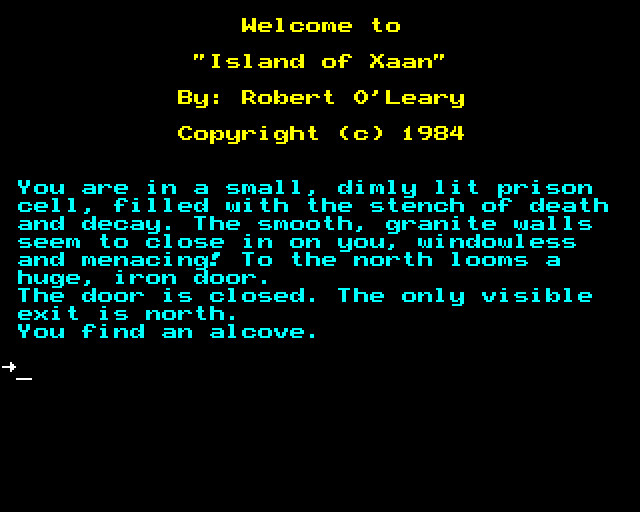 Welcome to
"Island of Xaan"
By: Robert O'Leary
Copyright (c) 1984
You are in a small, dimly lit prison
cell, filled with the stench of death
and decay. The smooth, granite walls
seem to close in on you, windowless
and menacing! To the north looms a
huge, iron door.
The door is closed. The only visible
exit is north.
You find an alcove.
→_